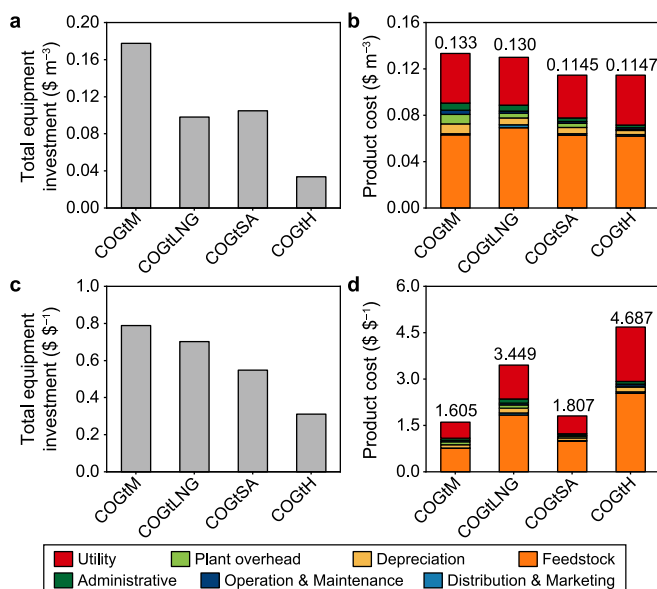 a
Total equipment
investment ($ m⁻³)
0.20
0.16
0.12
0.08
0.04
0.00
COGtM
COGtLNG
COGtSA
COGtH
b
Product cost ($ m⁻³)
0.16
0.12
0.08
0.04
0.00
0.133
0.130
0.1145
0.1147
COGtM
COGtLNG
COGtSA
COGtH
c
Total equipment
investment ($ $⁻¹)
1.0
0.8
0.6
0.4
0.2
0.0
COGtM
COGtLNG
COGtSA
COGtH
d
Product cost ($ $⁻¹)
6.0
4.5
3.0
1.5
0.0
1.605
3.449
1.807
4.687
COGtM
COGtLNG
COGtSA
COGtH
Utility
Plant overhead
Depreciation
Feedstock
Administrative
Operation & Maintenance
Distribution & Marketing